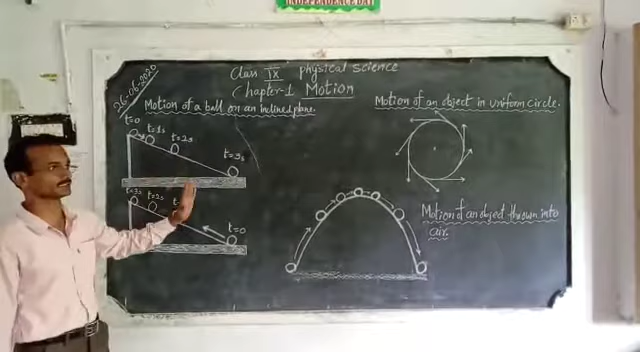 INDEPENDENCE DAY
26-06-2020
Class IX physical science
Chapter-1 Motion
Motion of a ball on an inclined plane.
t=0
t=1s
t=2s
t=3s
t=3s
t=2s
t=0
Motion of an object in uniform circle.
Motion of an object thrown into
air.